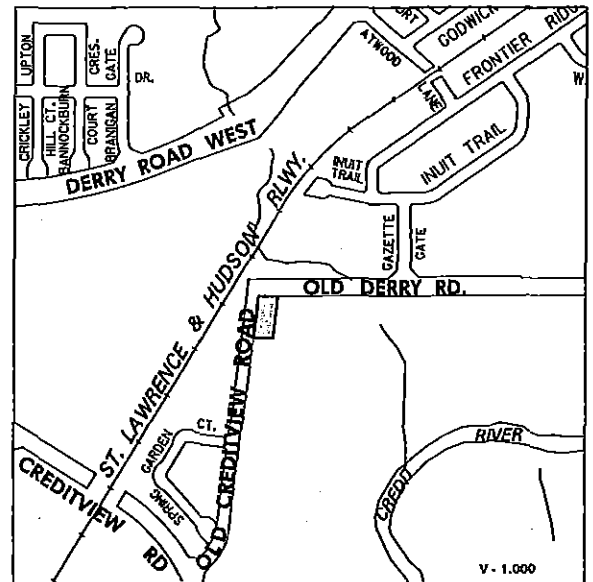 UPTON
CRICKLEY
HILL CT.
BANNOCKBURN
CRES.
GATE
COURT
BRANIGAN
DR.
DERRY ROAD WEST
ATWOOD
GODWICK
LANE
FRONTIER RIDG
W.
INUIT
TRAIL
INUIT TRAIL
GAZETTE
GATE
ST. LAWRENCE & HUDSON RLWY.
OLD DERRY RD.
OLD CREDITVIEW ROAD
GARDEN CT.
SPRING
CREDITVIEW
RD
CREDIT
RIVER
V - 1.000